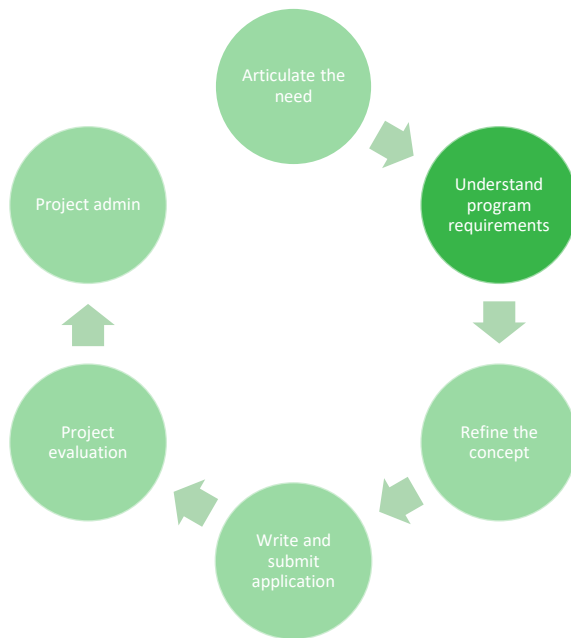 Articulate the
need
Understand
program
requirements
Refine the
concept
Write and
submit
application
Project
evaluation
Project admin